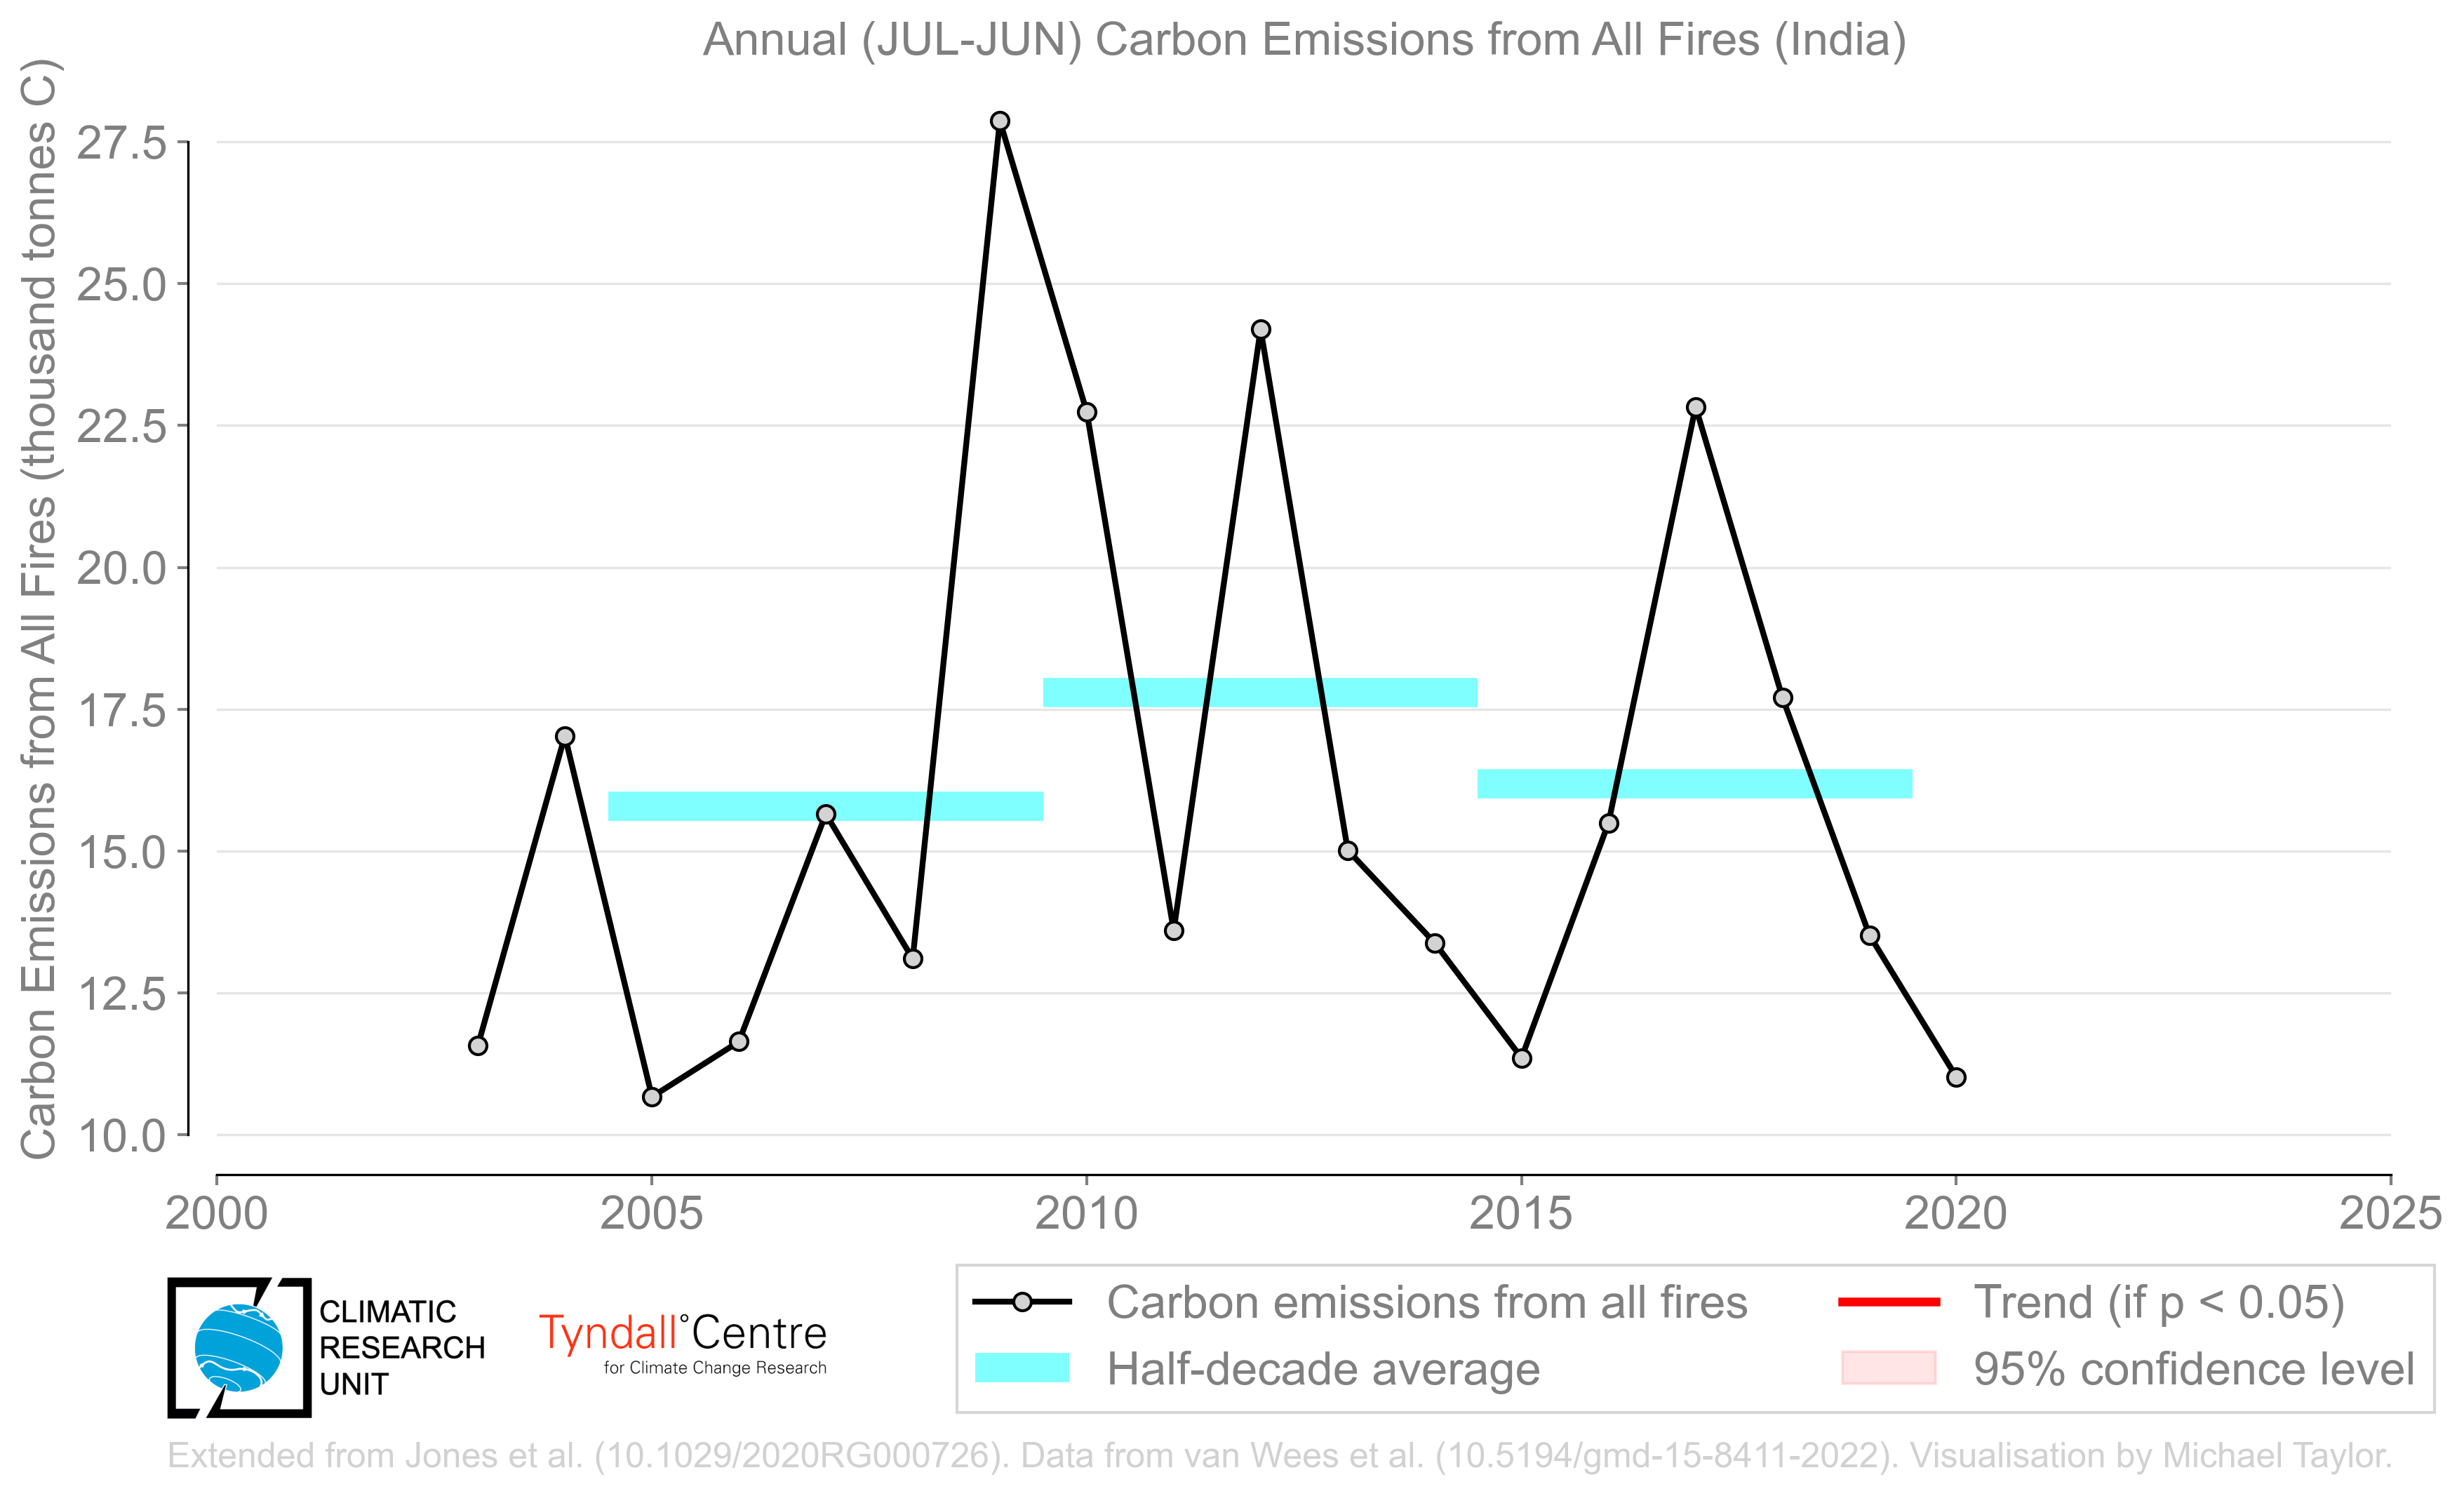 Annual (JUL-JUN) Carbon Emissions from All Fires (India)
Carbon Emissions from All Fires (thousand tonnes C)
27.5
25.0
22.5
20.0
17.5
15.0
12.5
10.0
2000 2005 2010 2015 2020 2025
CLIMATIC
RESEARCH
UNIT
Tyndall°Centre
for Climate Change Research
Carbon emissions from all fires
Half-decade average
Trend (if p < 0.05)
95% confidence level
Extended from Jones et al. (10.1029/2020RG000726). Data from van Wees et al. (10.5194/gmd-15-8411-2022). Visualisation by Michael Taylor.